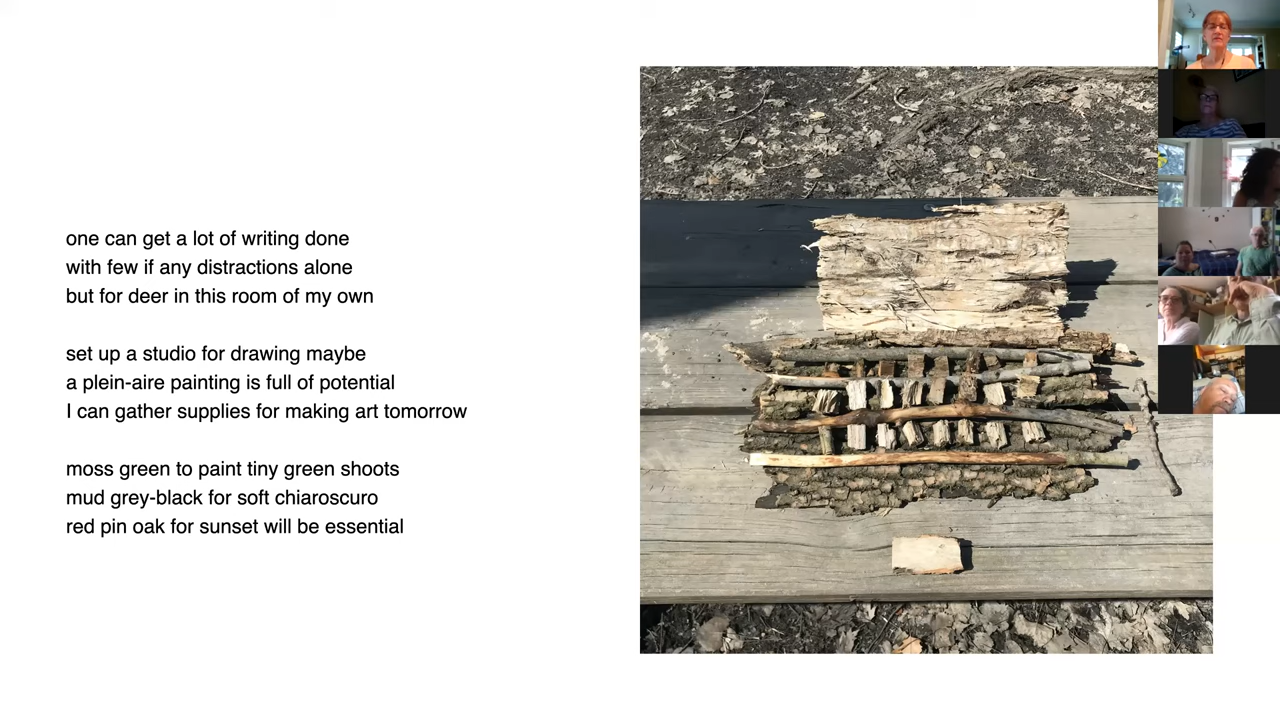 one can get a lot of writing done
with few if any distractions alone
but for deer in this room of my own
set up a studio for drawing maybe
a plein-aire painting is full of potential
I can gather supplies for making art tomorrow
moss green to paint tiny green shoots
mud grey-black for soft chiaroscuro
red pin oak for sunset will be essential